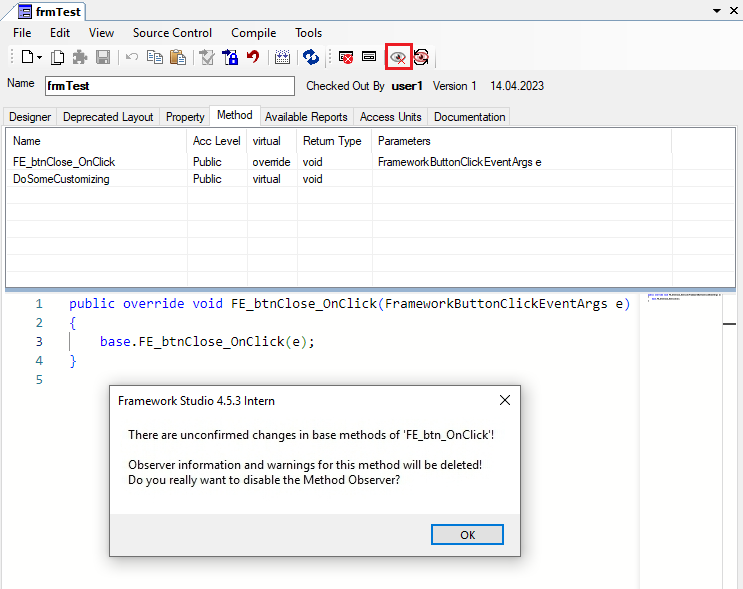 frmTest
File Edit View Source Control Compile Tools
Name frmTest Checked Out By user1 Version 1 14.04.2023
Designer Deprecated Layout Property Method Available Reports Access Units Documentation
Name Acc Level virtual Return Type Parameters
FE_btnClose_OnClick Public override void FrameworkButtonClickEventArgs e
DoSomeCustomizing Public virtual void
1 public override void FE_btnClose_OnClick(FrameworkButtonClickEventArgs e)
2 {
3 base.FE_btnClose_OnClick(e);
4 }
5
Framework Studio 4.5.3 Intern
There are unconfirmed changes in base methods of 'FE_btn_OnClick'!
Observer information and warnings for this method will be deleted!
Do you really want to disable the Method Observer?
OK